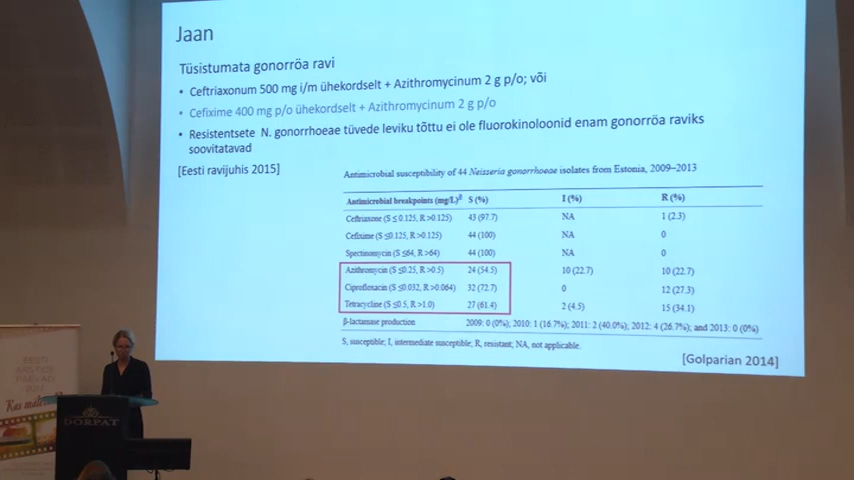 Jaan
Tüsistumata gonorröa ravi
• Ceftriaxonum 500 mg i/m ühekordselt + Azithromycinum 2 g p/o; või
• Cefixime 400 mg p/o ühekordselt + Azithromycinum 2 g p/o
• Resistentsete N. gonorrhoeae tüvede leviku tõttu ei ole fluorokinoloonid enam gonorröa raviks
soovitatavad
[Eesti ravijuhis 2015]
Antimicrobial susceptibility of 44 Neisseria gonorrhoeae isolates from Estonia, 2009–2013
Antimicrobial breakpoints (mg/L) S (%) I (%) R (%)
Ceftriaxone (S ≤ 0.125, R >0.125) 43 (97.7) NA 1 (2.3)
Cefixime (S ≤0.125, R >0.125) 44 (100) NA 0
Spectinomycin (S ≤64, R >64) 44 (100) NA 0
Azithromycin (S ≤0.25, R >0.5) 24 (54.5) 10 (22.7) 10 (22.7)
Ciprofloxacin (S ≤0.032, R >0.064) 32 (72.7) 0 12 (27.3)
Tetracycline (S ≤0.5, R >1.0) 27 (61.4) 2 (4.5) 15 (34.1)
β-lactamase production 2009: 0 (0%); 2010: 1 (16.7%); 2011: 2 (40.0%); 2012: 4 (26.7%); and 2013: 0 (0%)
S, susceptible; I, intermediate susceptible; R, resistant; NA, not applicable.
[Golparian 2014]
EESTI
ARSTIDE
PÄEVAD
DORPAT